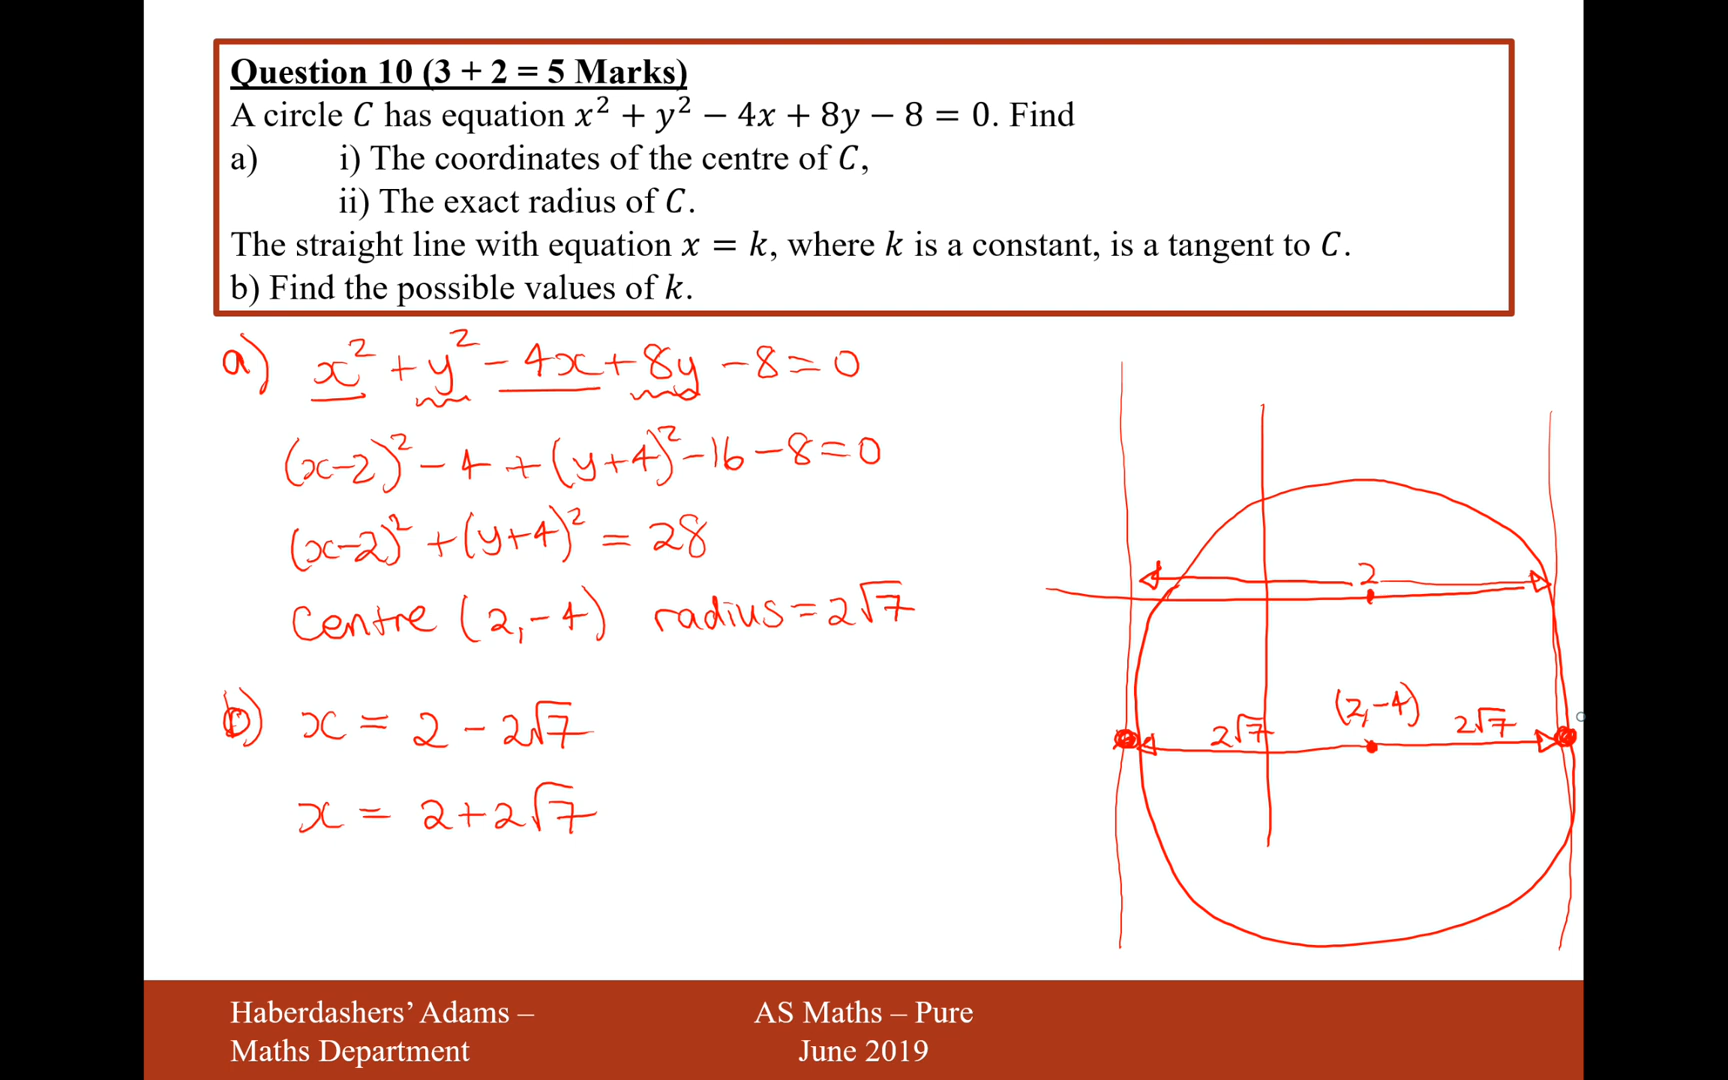 Question 10 (3 + 2 = 5 Marks)
A circle C has equation x² + y² − 4x + 8y − 8 = 0. Find
a) i) The coordinates of the centre of C,
ii) The exact radius of C.
The straight line with equation x = k, where k is a constant, is a tangent to C.
b) Find the possible values of k.
a) x² + y² − 4x + 8y − 8 = 0
(x−2)² − 4 + (y+4)² − 16 − 8 = 0
(x−2)² + (y+4)² = 28
Centre (2, −4) radius = 2√7
b) x = 2 − 2√7
x = 2 + 2√7
2
(2, −4)
2√7
2√7
Haberdashers’ Adams –
Maths Department
AS Maths – Pure
June 2019